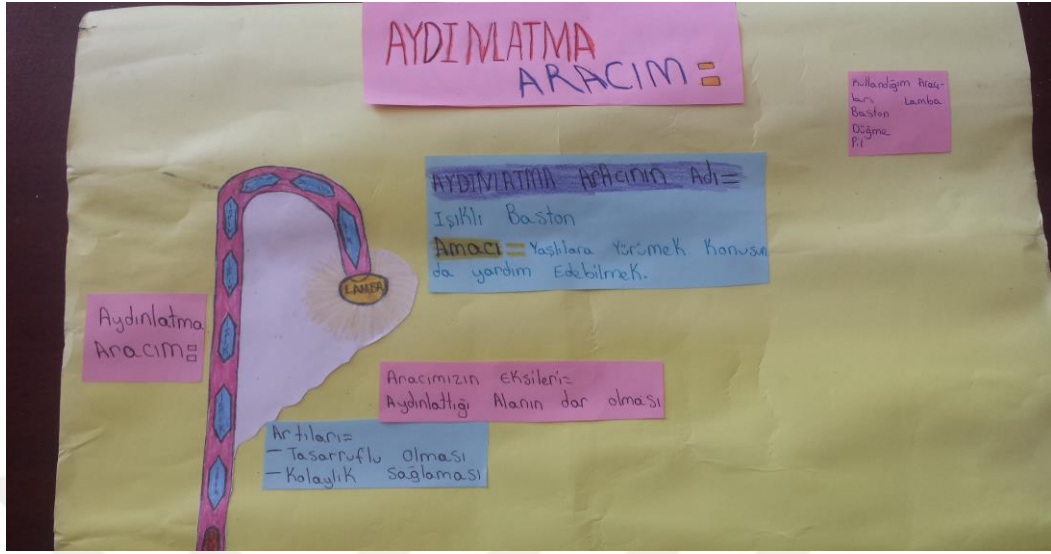 AYDINLATMA
ARACIM =
Kullandığım Araç-
ları Lamba
Baston
Düğme
Pil
AYDINLATMA ARACININ Adı=
Işıklı Baston
Amacı = Yaşlılara Yürümek Konusun
da yardım Edebilmek.
LAMBA
Aydınlatma
Aracım =
Aracımızın Eksileri=
Aydınlattığı Alanın dar olması
Artıları=
- Tasarruflu olması
- Kolaylık Sağlaması